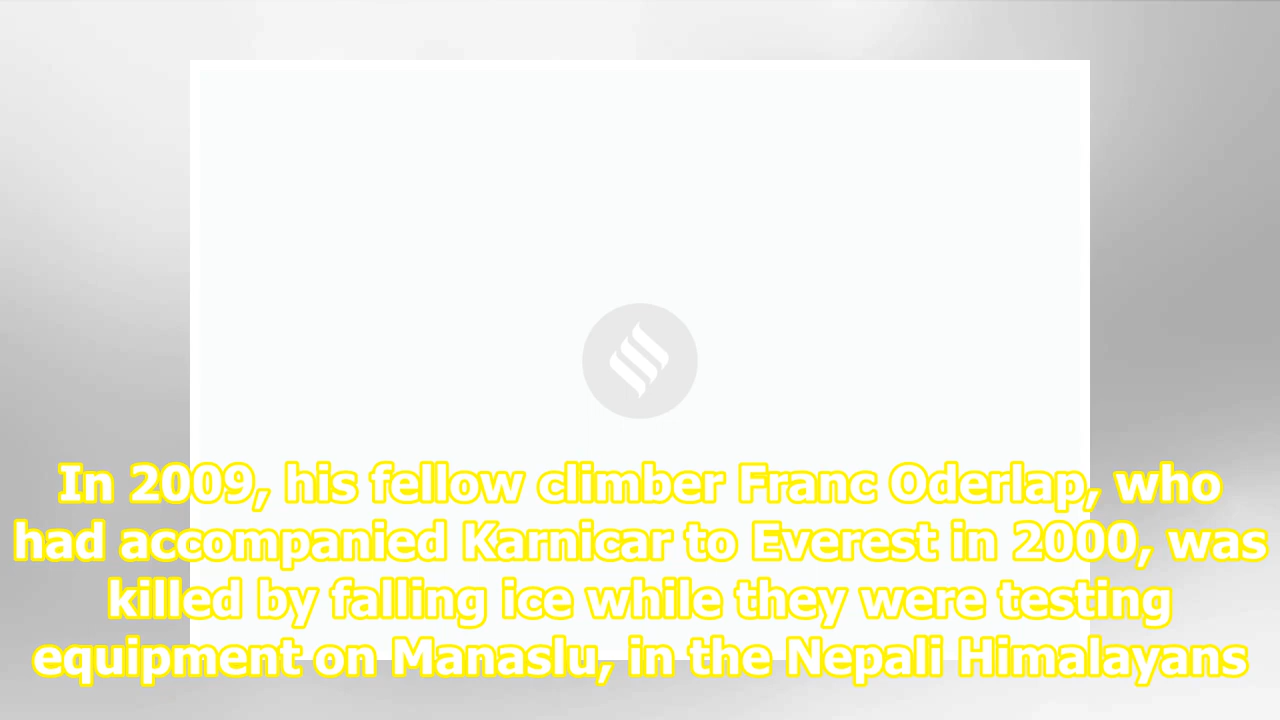 In 2009, his fellow climber Franc Oderlap, who
had accompanied Karnicar to Everest in 2000, was
killed by falling ice while they were testing
equipment on Manaslu, in the Nepali Himalayans